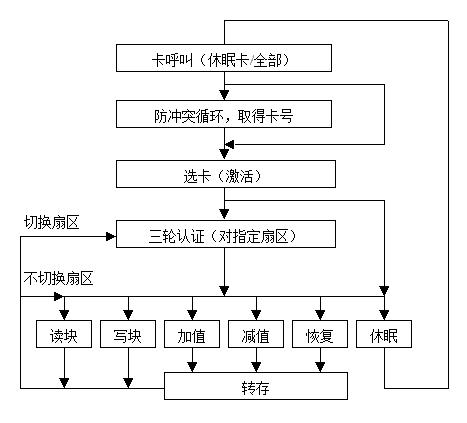 卡呼叫（休眠卡/全部）
防冲突循环，取得卡号
选卡（激活）
切换扇区
三轮认证（对指定扇区）
不切换扇区
读块 写块 加值 减值 恢复 休眠
转存